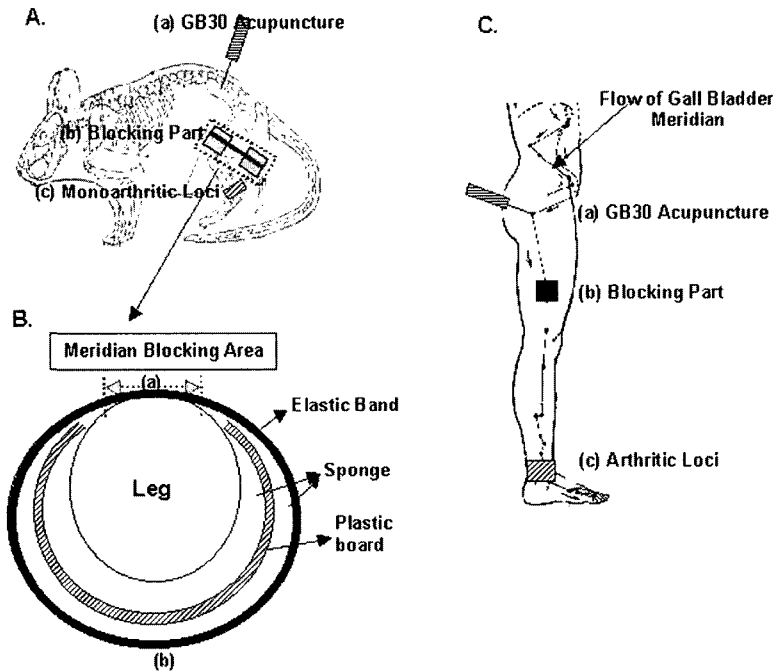 A.
(a) GB30 Acupuncture
(b) Blocking Part
(c) Monoarthritic Loci
B.
Meridian Blocking Area
(a)
Elastic Band
Leg
Sponge
Plastic
board
(b)
C.
Flow of Gall Bladder
Meridian
(a) GB30 Acupuncture
(b) Blocking Part
(c) Arthritic Loci